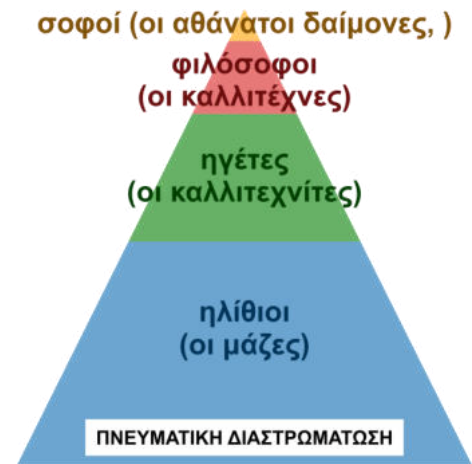 σοφοί (οι αθάνατοι δαίμονες, )
φιλόσοφοι
(οι καλλιτέχνες)
ηγέτες
(οι καλλιτεχνίτες)
ηλίθιοι
(οι μάζες)
ΠΝΕΥΜΑΤΙΚΗ ΔΙΑΣΤΡΩΜΑΤΩΣΗ